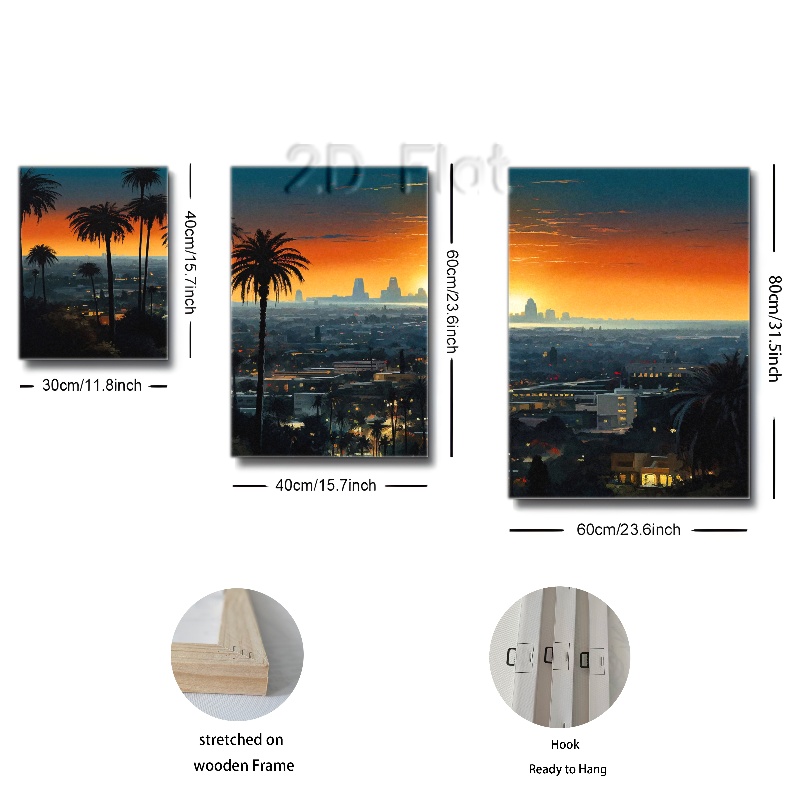 2D Flat
40cm/15.7inch
30cm/11.8inch
60cm/23.6inch
40cm/15.7inch
80cm/31.5inch
60cm/23.6inch
stretched on
wooden Frame
Hook
Ready to Hang